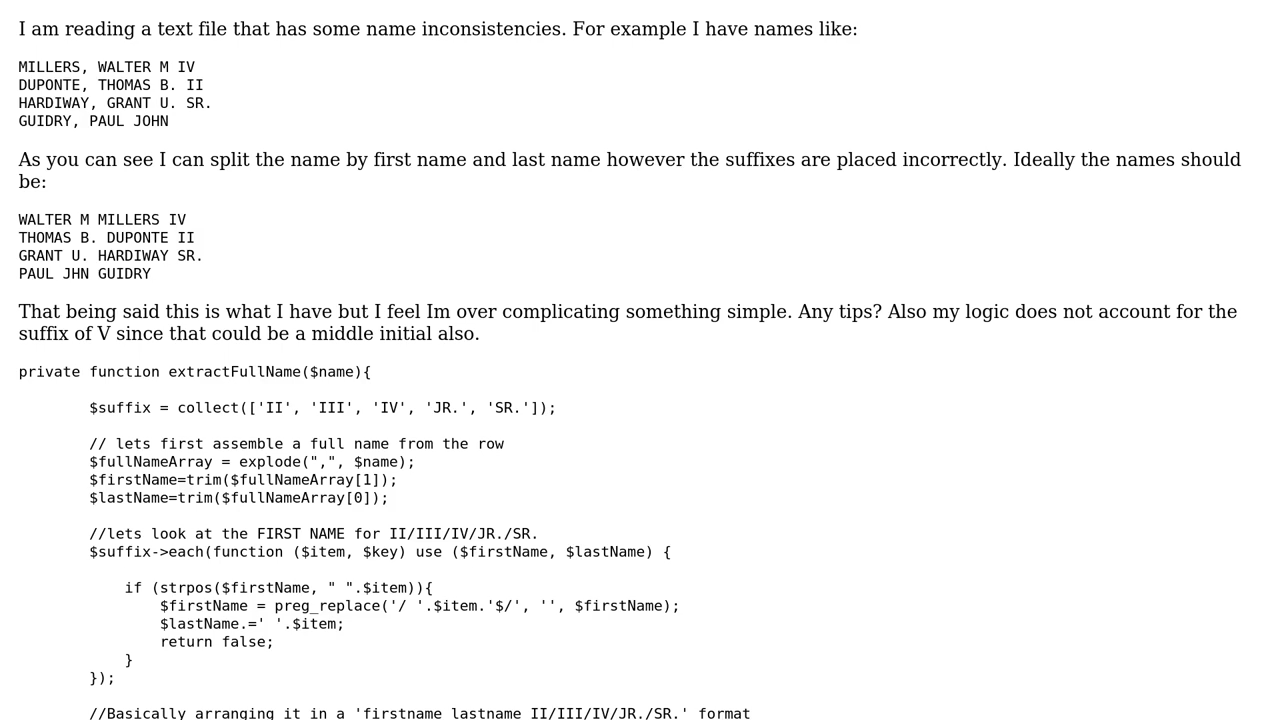 I am reading a text file that has some name inconsistencies. For example I have names like:
MILLERS, WALTER M IV
DUPONTE, THOMAS B. II
HARDIWAY, GRANT U. SR.
GUIDRY, PAUL JOHN
As you can see I can split the name by first name and last name however the suffixes are placed incorrectly. Ideally the names should
be:
WALTER M MILLERS IV
THOMAS B. DUPONTE II
GRANT U. HARDIWAY SR.
PAUL JHN GUIDRY
That being said this is what I have but I feel Im over complicating something simple. Any tips? Also my logic does not account for the
suffix of V since that could be a middle initial also.
private function extractFullName($name){
        $suffix = collect(['II', 'III', 'IV', 'JR.', 'SR.']);
        // lets first assemble a full name from the row
        $fullNameArray = explode(",", $name);
        $firstName=trim($fullNameArray[1]);
        $lastName=trim($fullNameArray[0]);
        //lets look at the FIRST NAME for II/III/IV/JR./SR.
        $suffix->each(function ($item, $key) use ($firstName, $lastName) {
            if (strpos($firstName, " ".$item)){
                $firstName = preg_replace('/ '.$item.'$/', '', $firstName);
                $lastName.=' '.$item;
                return false;
            }
        });
        //Basically arranging it in a 'firstname lastname II/III/IV/JR./SR.' format